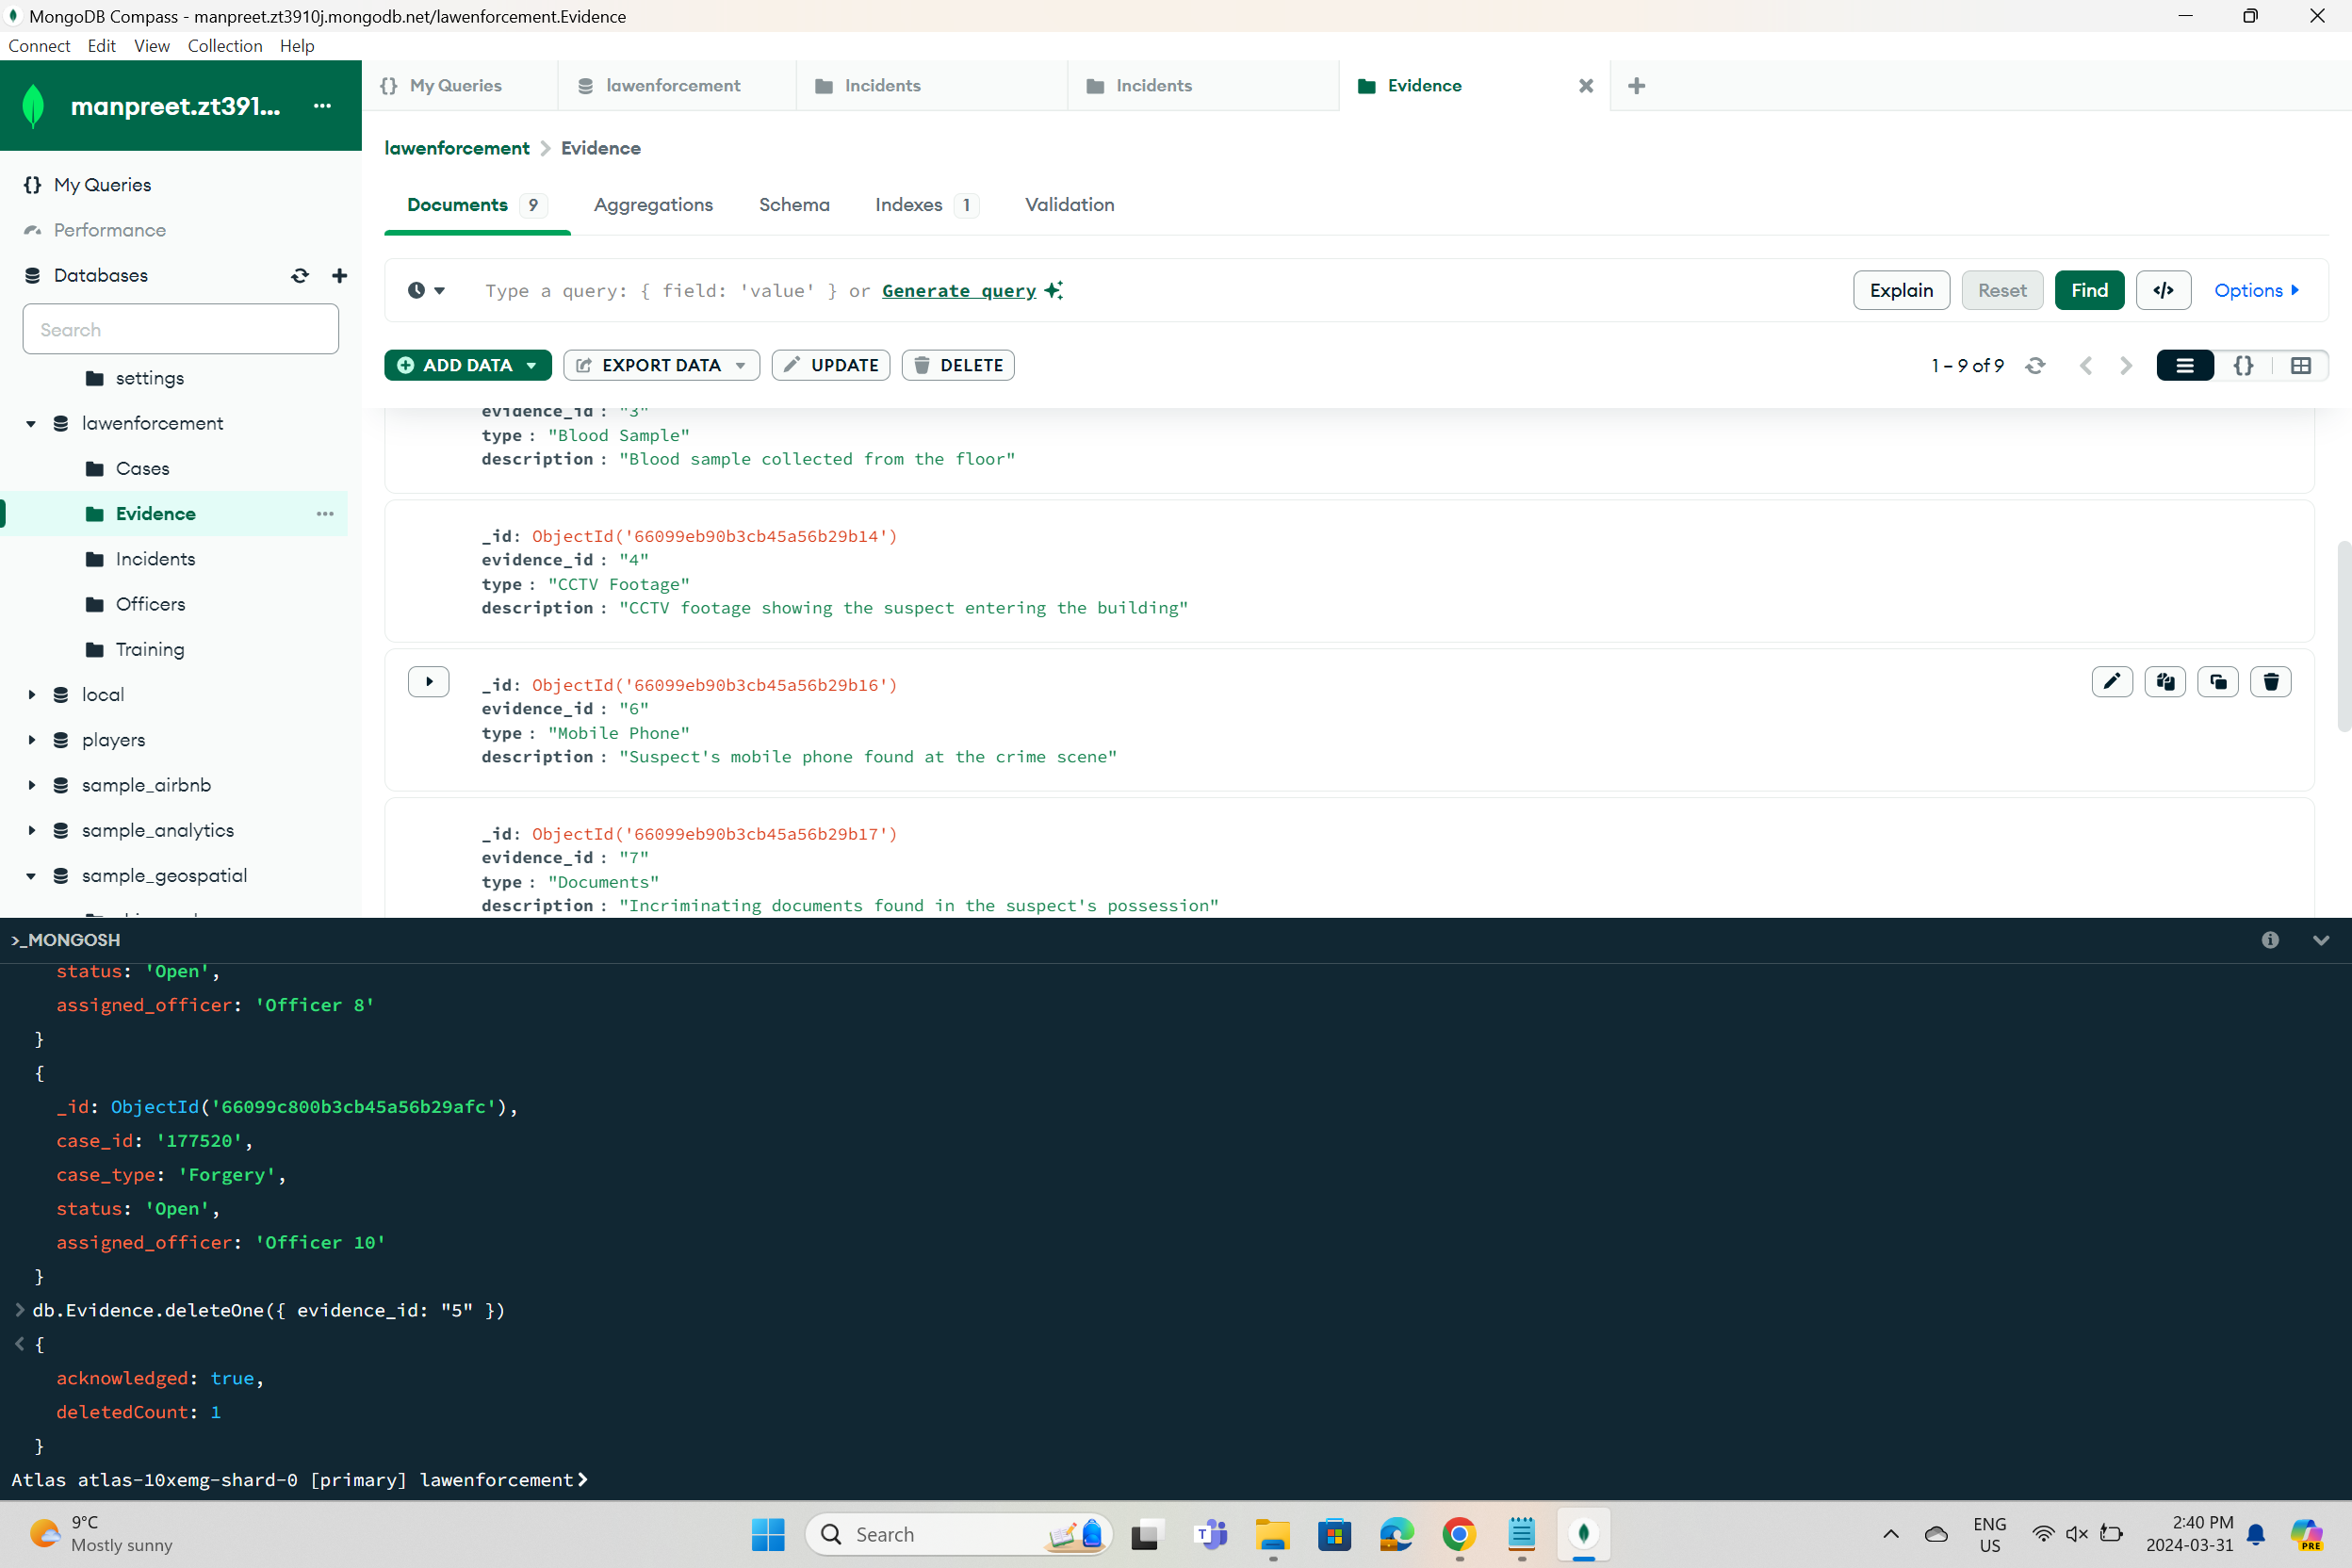 MongoDB Compass - manpreet.zt3910j.mongodb.net/lawenforcement.Evidence
Connect Edit View Collection Help
manpreet.zt391... ...
My Queries
Performance
Databases
Search
settings
lawenforcement
Cases
Evidence
Incidents
Officers
Training
local
players
sample_airbnb
sample_analytics
sample_geospatial
{} My Queries lawenforcement Incidents Incidents Evidence
lawenforcement > Evidence
Documents 9 Aggregations Schema Indexes 1 Validation
Type a query: { field: 'value' } or Generate query Explain Reset Find </> Options
ADD DATA EXPORT DATA UPDATE DELETE 1 – 9 of 9 {}
evidence_id : "3"
type : "Blood Sample"
description : "Blood sample collected from the floor"
_id: ObjectId('66099eb90b3cb45a56b29b14')
evidence_id : "4"
type : "CCTV Footage"
description : "CCTV footage showing the suspect entering the building"
_id: ObjectId('66099eb90b3cb45a56b29b16')
evidence_id : "6"
type : "Mobile Phone"
description : "Suspect's mobile phone found at the crime scene"
_id: ObjectId('66099eb90b3cb45a56b29b17')
evidence_id : "7"
type : "Documents"
description : "Incriminating documents found in the suspect's possession"
>_MONGOSH
status: 'Open',
assigned_officer: 'Officer 8'
}
{
_id: ObjectId('66099c800b3cb45a56b29afc'),
case_id: '177520',
case_type: 'Forgery',
status: 'Open',
assigned_officer: 'Officer 10'
}
> db.Evidence.deleteOne({ evidence_id: "5" })
< {
acknowledged: true,
deletedCount: 1
}
Atlas atlas-10xemg-shard-0 [primary] lawenforcement>
9°C
Mostly sunny
Search
ENG
US
2:40 PM
2024-03-31
PRE